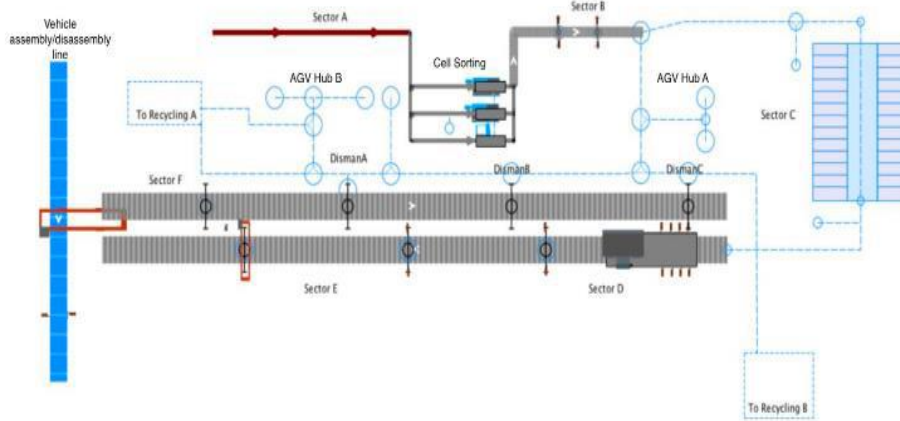 Sector A
Sector B
Vehicle
assembly/disassembly
line
Cell Sorting
AGV Hub B
AGV Hub A
To Recycling A
Sector C
DismanA
DismanB
DismanC
Sector F
Sector E
Sector D
To Recycling B